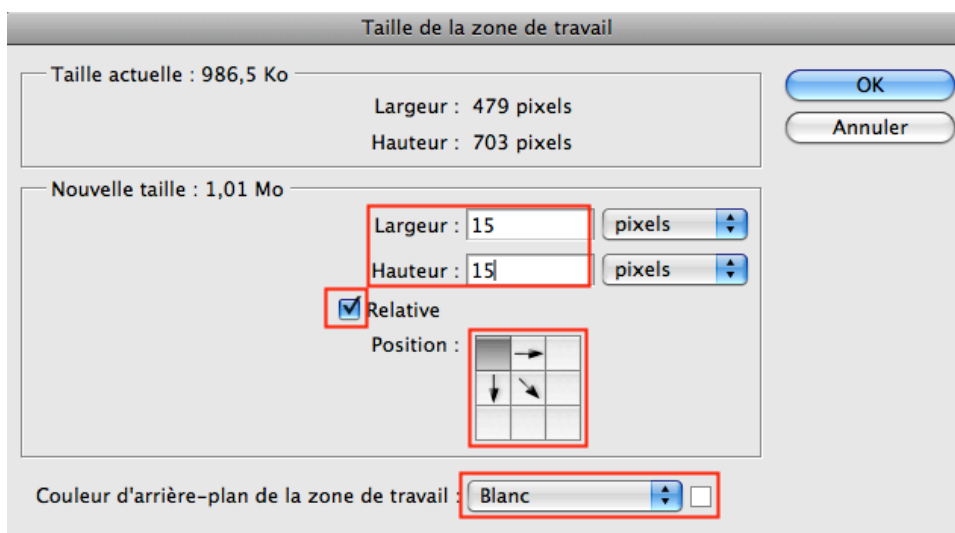 Taille de la zone de travail
Taille actuelle : 986,5 Ko
OK
Largeur : 479 pixels
Annuler
Hauteur : 703 pixels
Nouvelle taille : 1,01 Mo
Largeur : 15 pixels
Hauteur : 15 pixels
Relative
Position :
Couleur d'arrière-plan de la zone de travail : Blanc